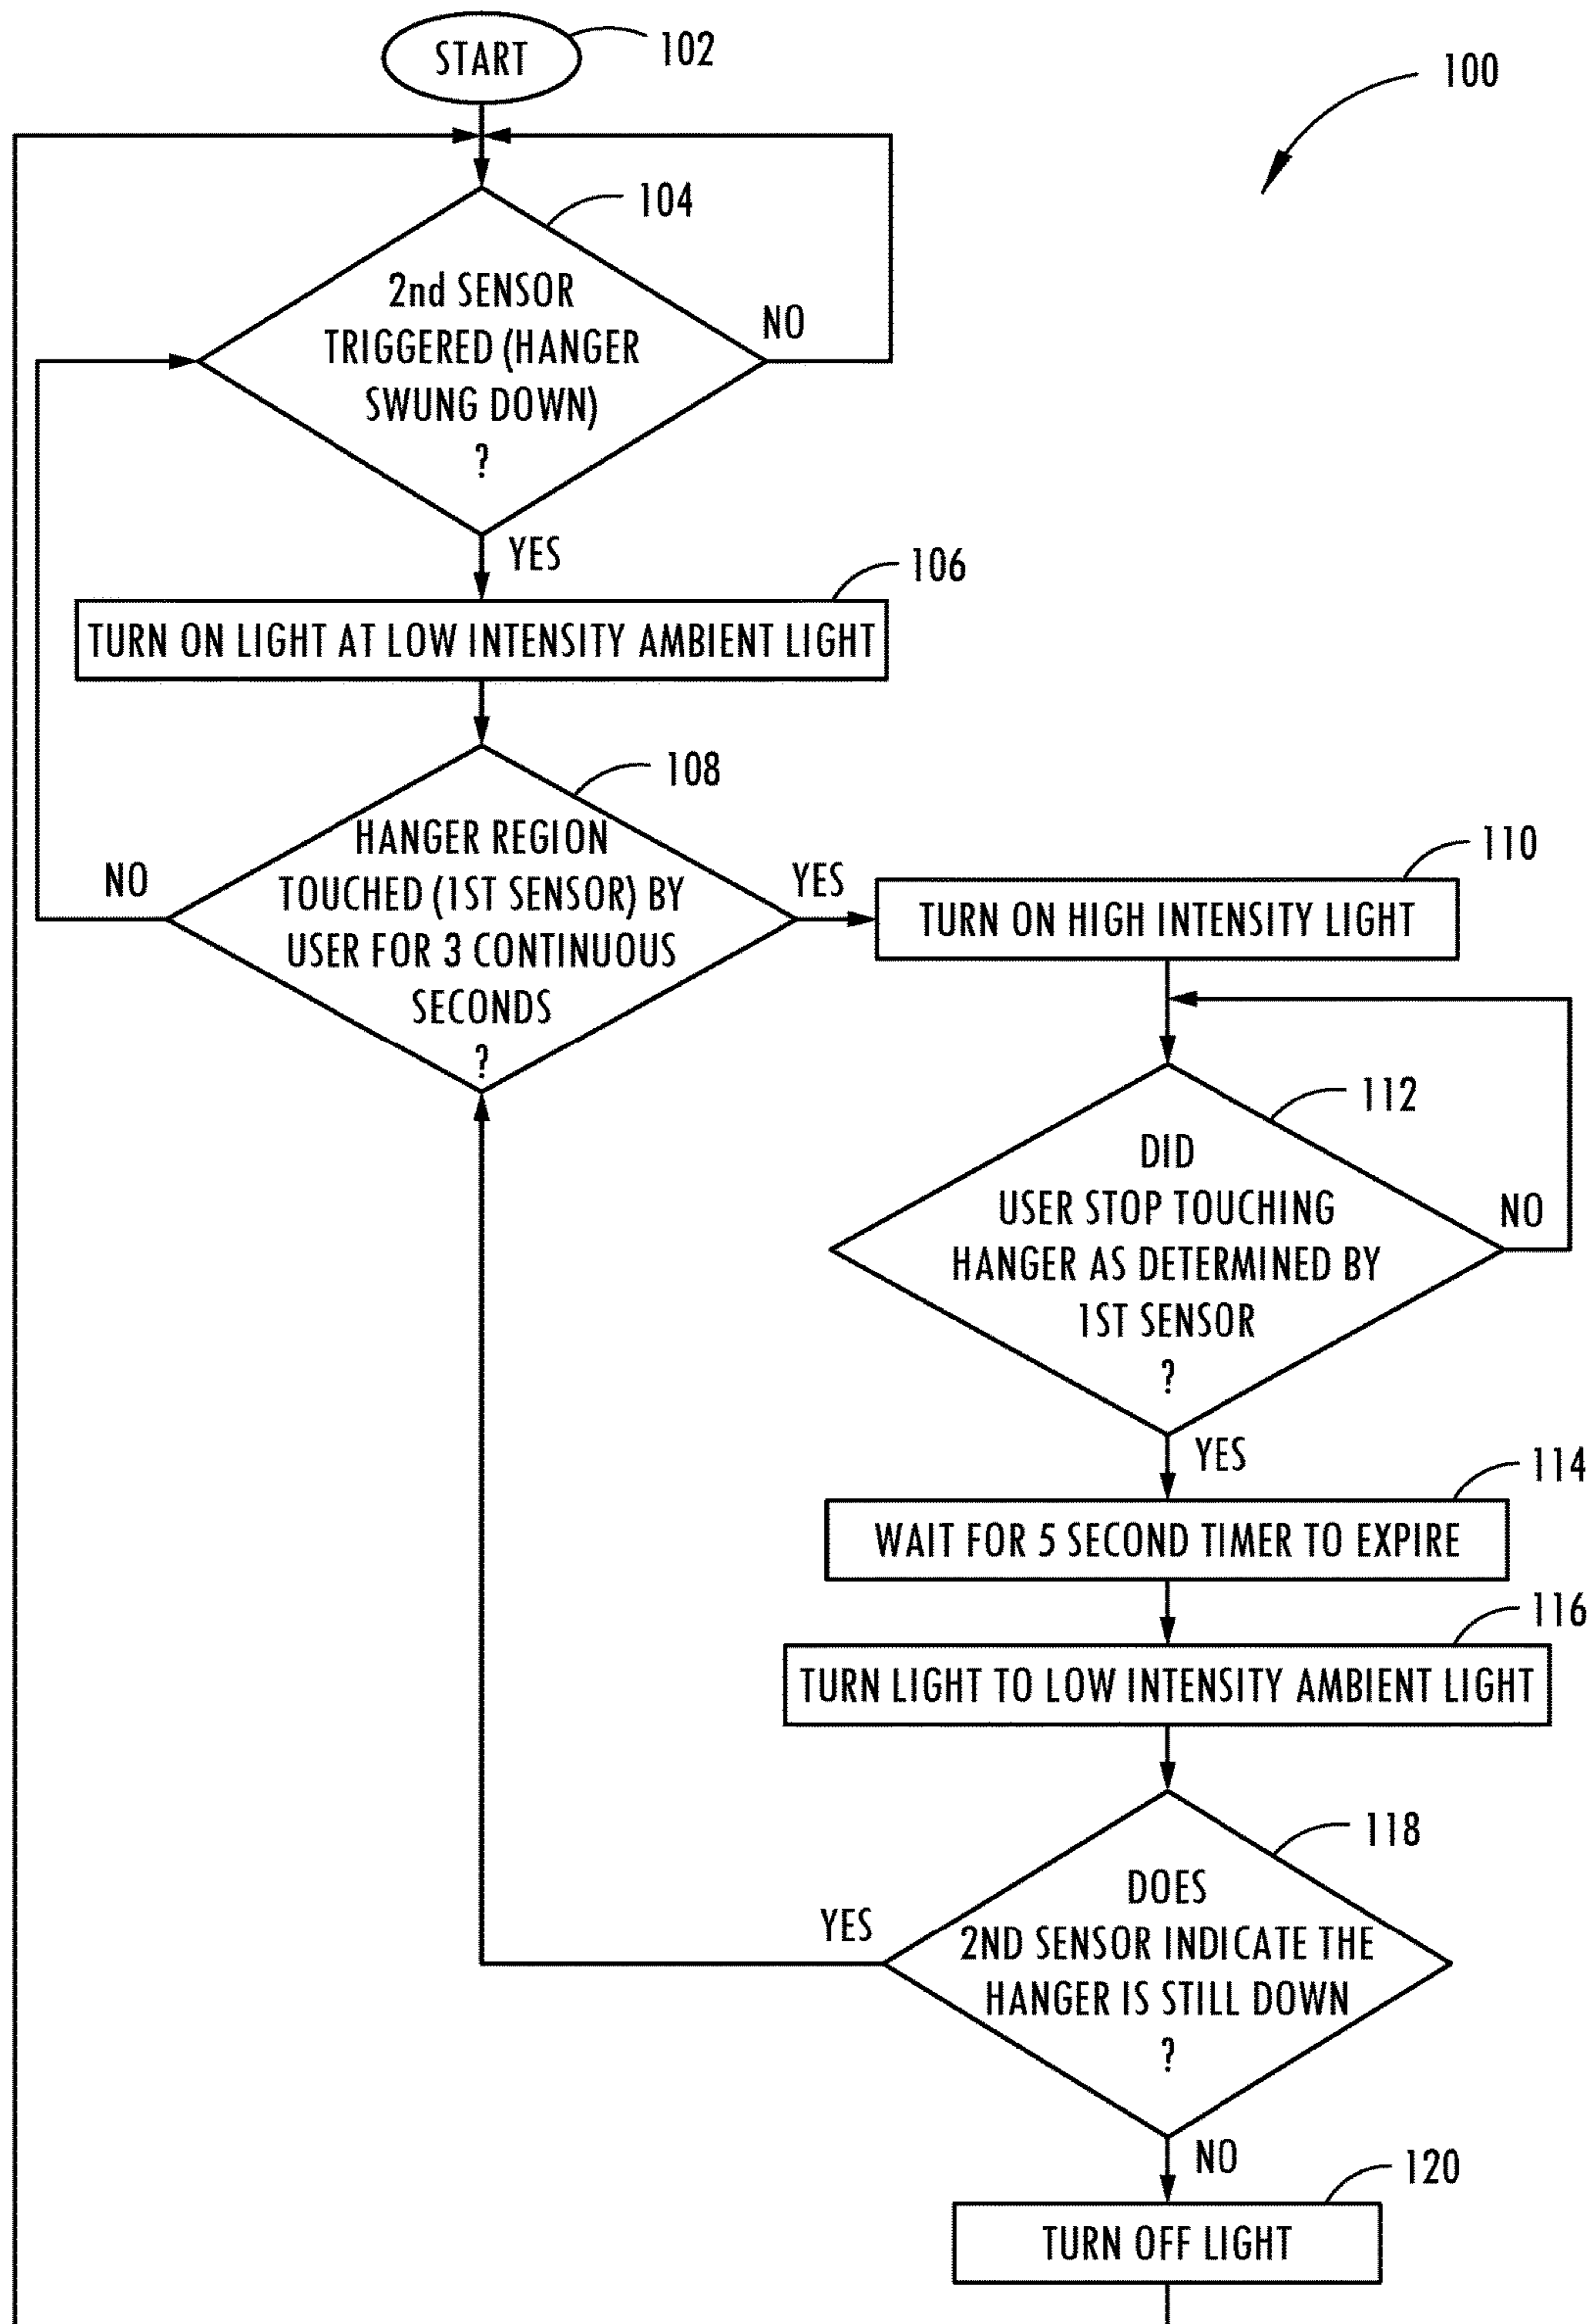 START
102
100
104
2nd SENSOR
TRIGGERED (HANGER
SWUNG DOWN)
?
NO
YES
106
TURN ON LIGHT AT LOW INTENSITY AMBIENT LIGHT
108
HANGER REGION
TOUCHED (1ST SENSOR) BY
USER FOR 3 CONTINUOUS
SECONDS
?
NO
YES
110
TURN ON HIGH INTENSITY LIGHT
112
DID
USER STOP TOUCHING
HANGER AS DETERMINED BY
1ST SENSOR
?
NO
YES
114
WAIT FOR 5 SECOND TIMER TO EXPIRE
116
TURN LIGHT TO LOW INTENSITY AMBIENT LIGHT
118
DOES
2ND SENSOR INDICATE THE
HANGER IS STILL DOWN
?
YES
NO
120
TURN OFF LIGHT